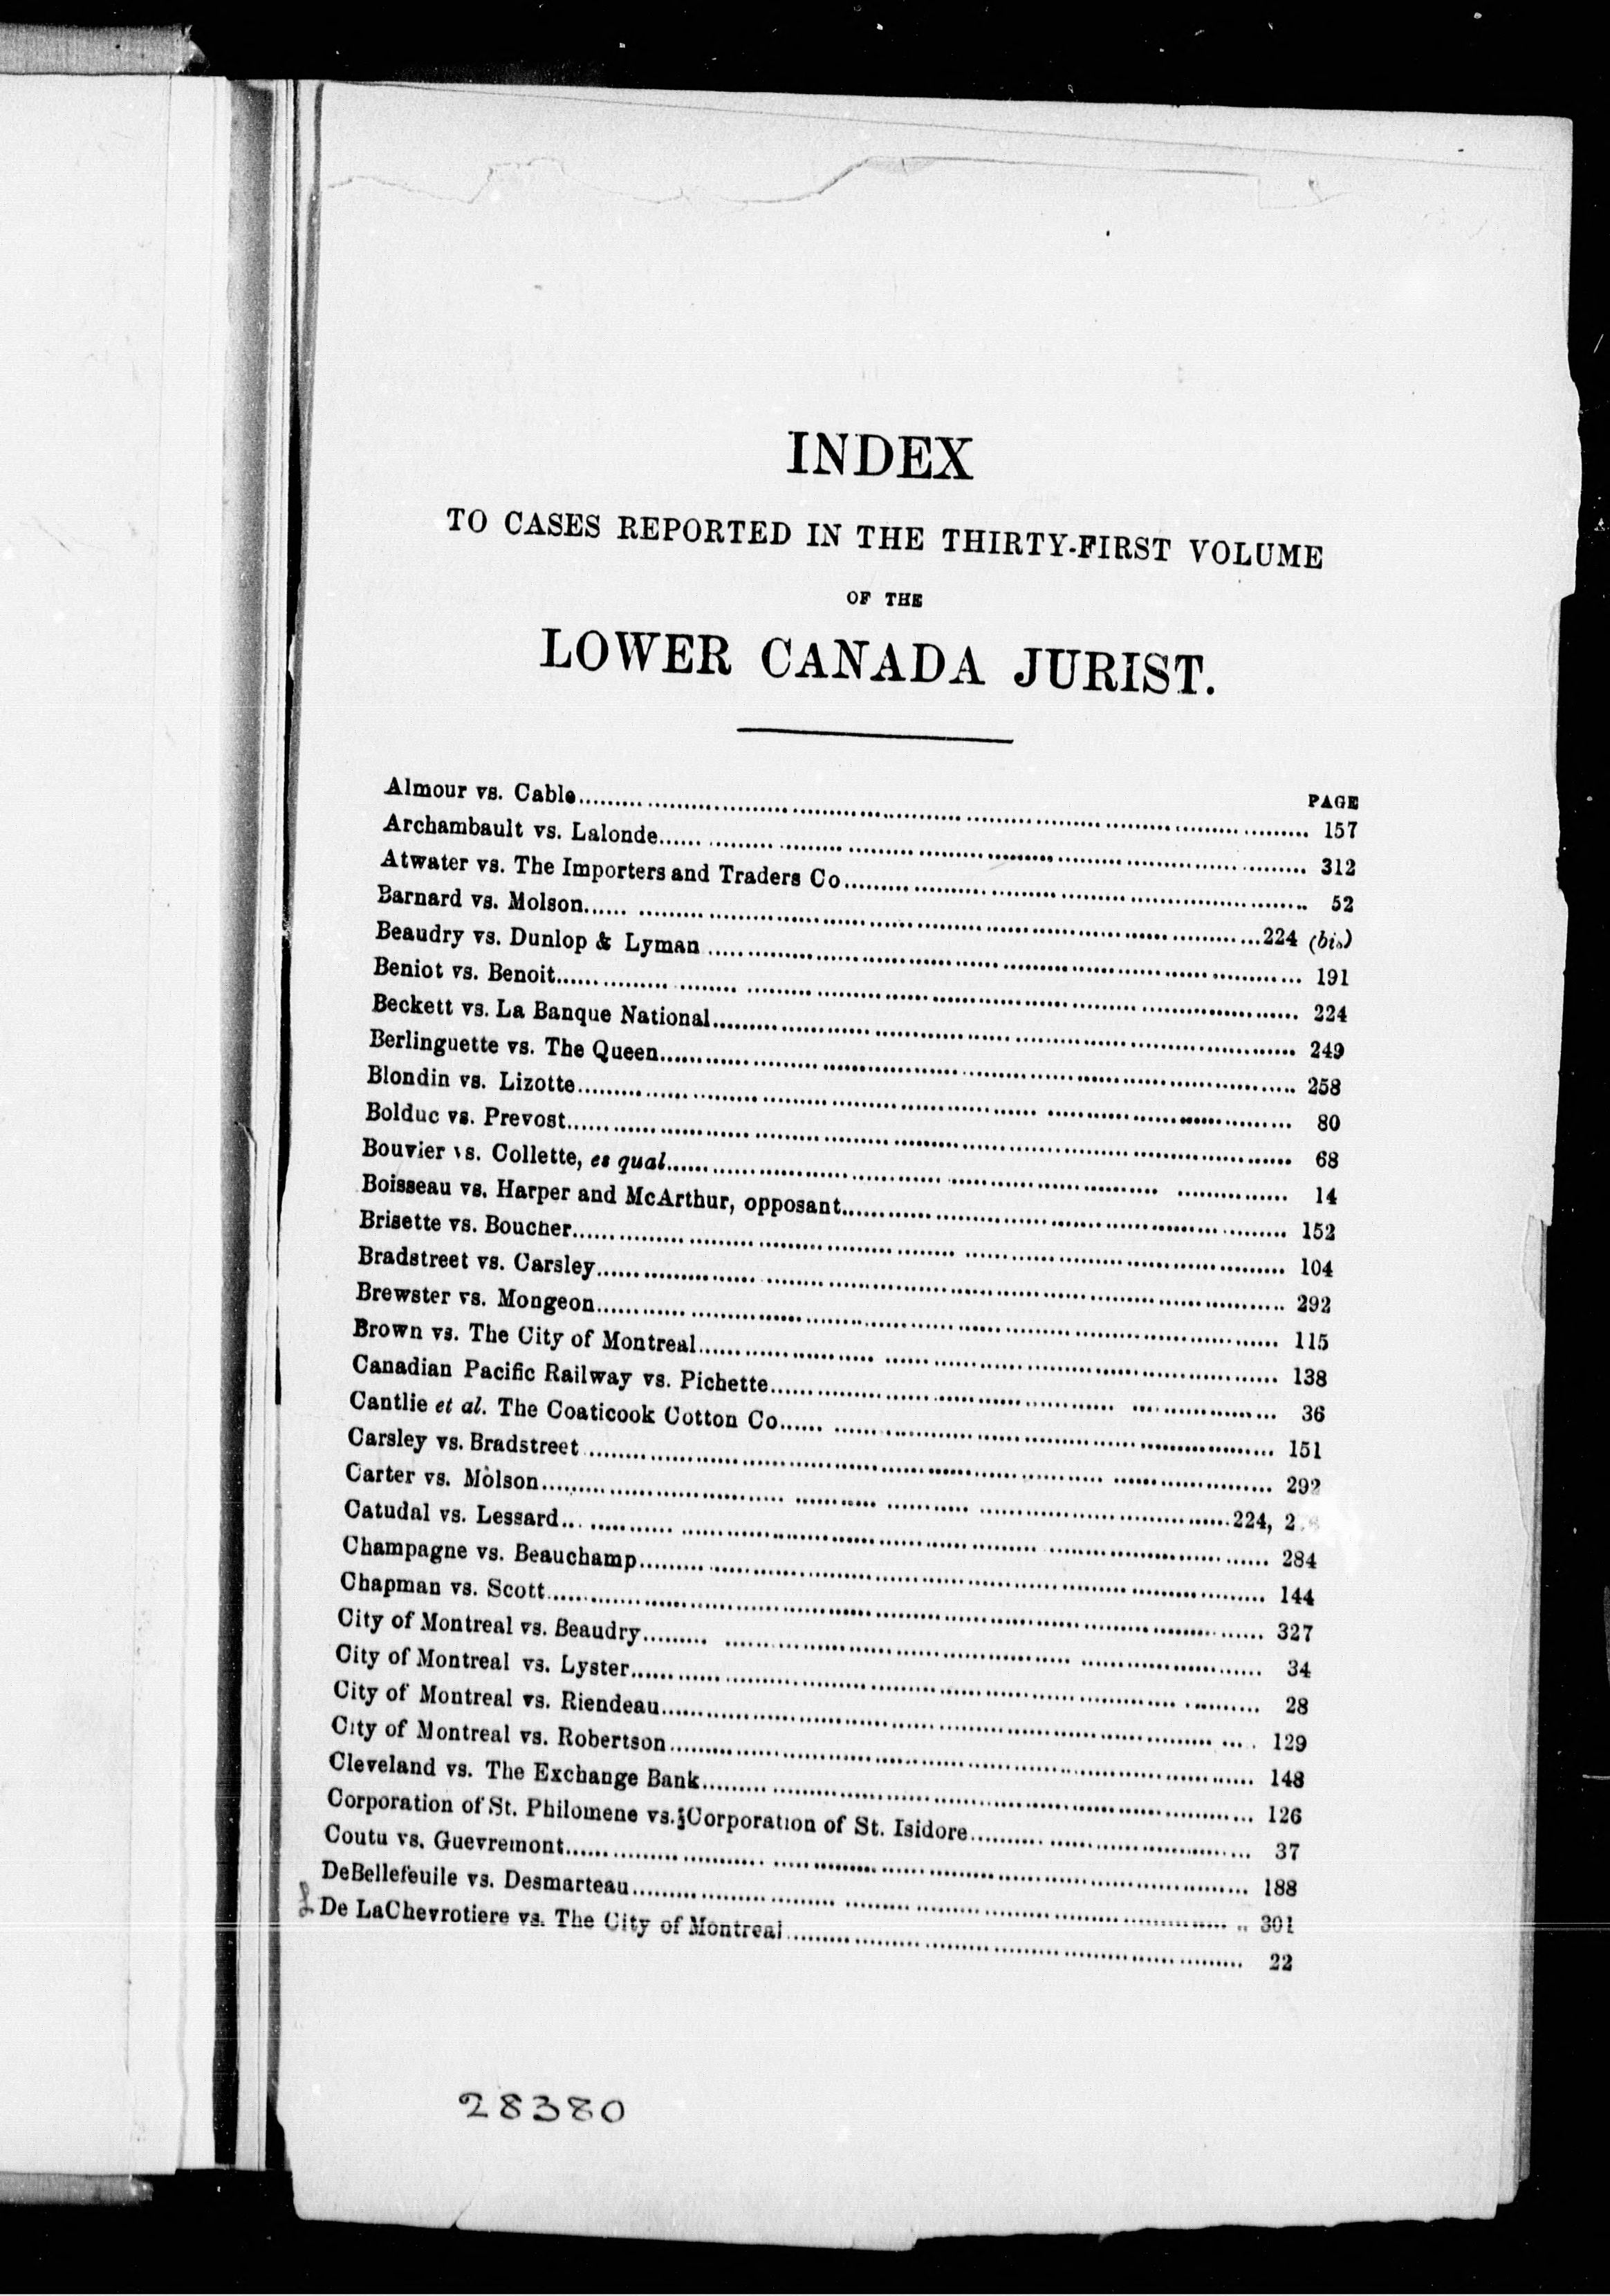 INDEX
TO CASES REPORTED IN THE THIRTY-FIRST VOLUME
OF THE
LOWER CANADA JURIST.
PAGE
Almour vs. Cable 157
Archambault vs. Lalonde 312
Atwater vs. The Importers and Traders Co 52
Barnard vs. Molson 224 (bis)
Beaudry vs. Dunlop & Lyman 191
Beniot vs. Benoit 224
Beckett vs. La Banque National 249
Berlinguette vs. The Queen 258
Blondin vs. Lizotte 80
Bolduc vs. Prevost 68
Bouvier vs. Collette, es qual 14
Boisseau vs. Harper and McArthur, opposant 152
Brisette vs. Boucher 104
Bradstreet vs. Carsley 292
Brewster vs. Mongeon 115
Brown vs. The City of Montreal 138
Canadian Pacific Railway vs. Pichette 36
Cantlie et al. The Coaticook Cotton Co 151
Carsley vs. Bradstreet 292
Carter vs. Molson 224,
Catudal vs. Lessard 284
Champagne vs. Beauchamp 144
Chapman vs. Scott 327
City of Montreal vs. Beaudry 34
City of Montreal vs. Lyster 28
City of Montreal vs. Riendeau 129
City of Montreal vs. Robertson 148
Cleveland vs. The Exchange Bank 126
Corporation of St. Philomene vs. Corporation of St. Isidore 37
Coutu vs. Guevremont 188
DeBellefeuile vs. Desmarteau 301
De LaChevrotiere vs. The City of Montreal 22
28380